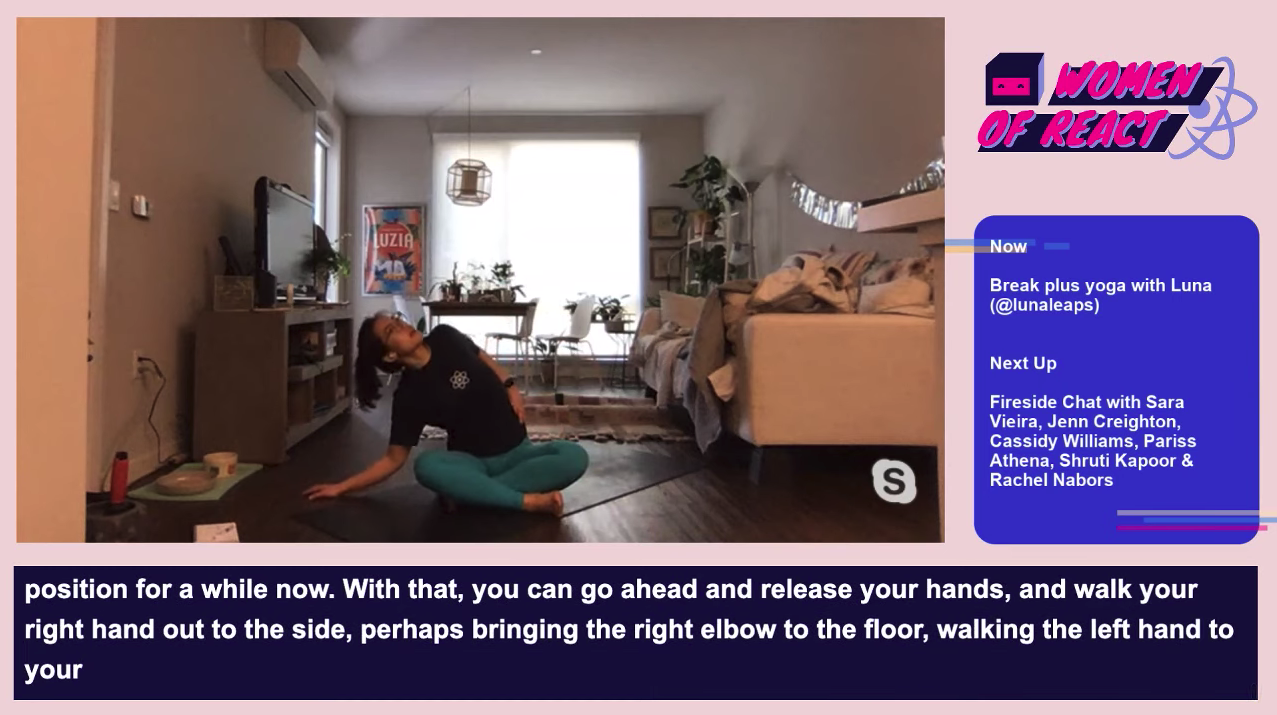 WOMEN
OF REACT
LUZIA
Now
Break plus yoga with Luna
(@lunaleaps)
Next Up
Fireside Chat with Sara
Vieira, Jenn Creighton,
Cassidy Williams, Pariss
Athena, Shruti Kapoor &
Rachel Nabors
S
position for a while now. With that, you can go ahead and release your hands, and walk your
right hand out to the side, perhaps bringing the right elbow to the floor, walking the left hand to
your